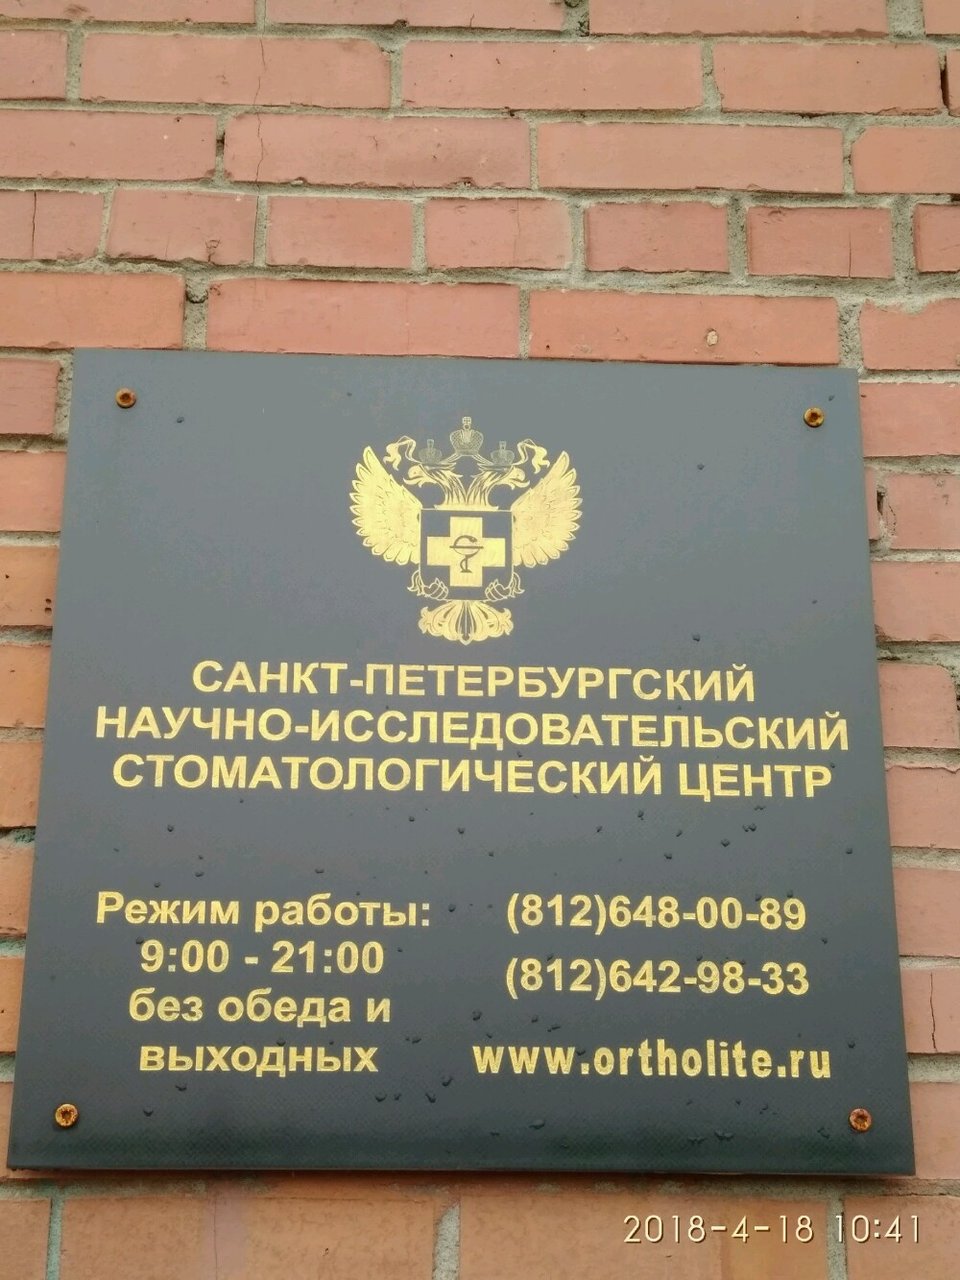 САНКТ-ПЕТЕРБУРГСКИЙ
НАУЧНО-ИССЛЕДОВАТЕЛЬСКИЙ
СТОМАТОЛОГИЧЕСКИЙ ЦЕНТР
Режим работы:
9:00 - 21:00
без обеда и
выходных
(812)648-00-89
(812)642-98-33
www.ortholite.ru
2018-4-18 10:41